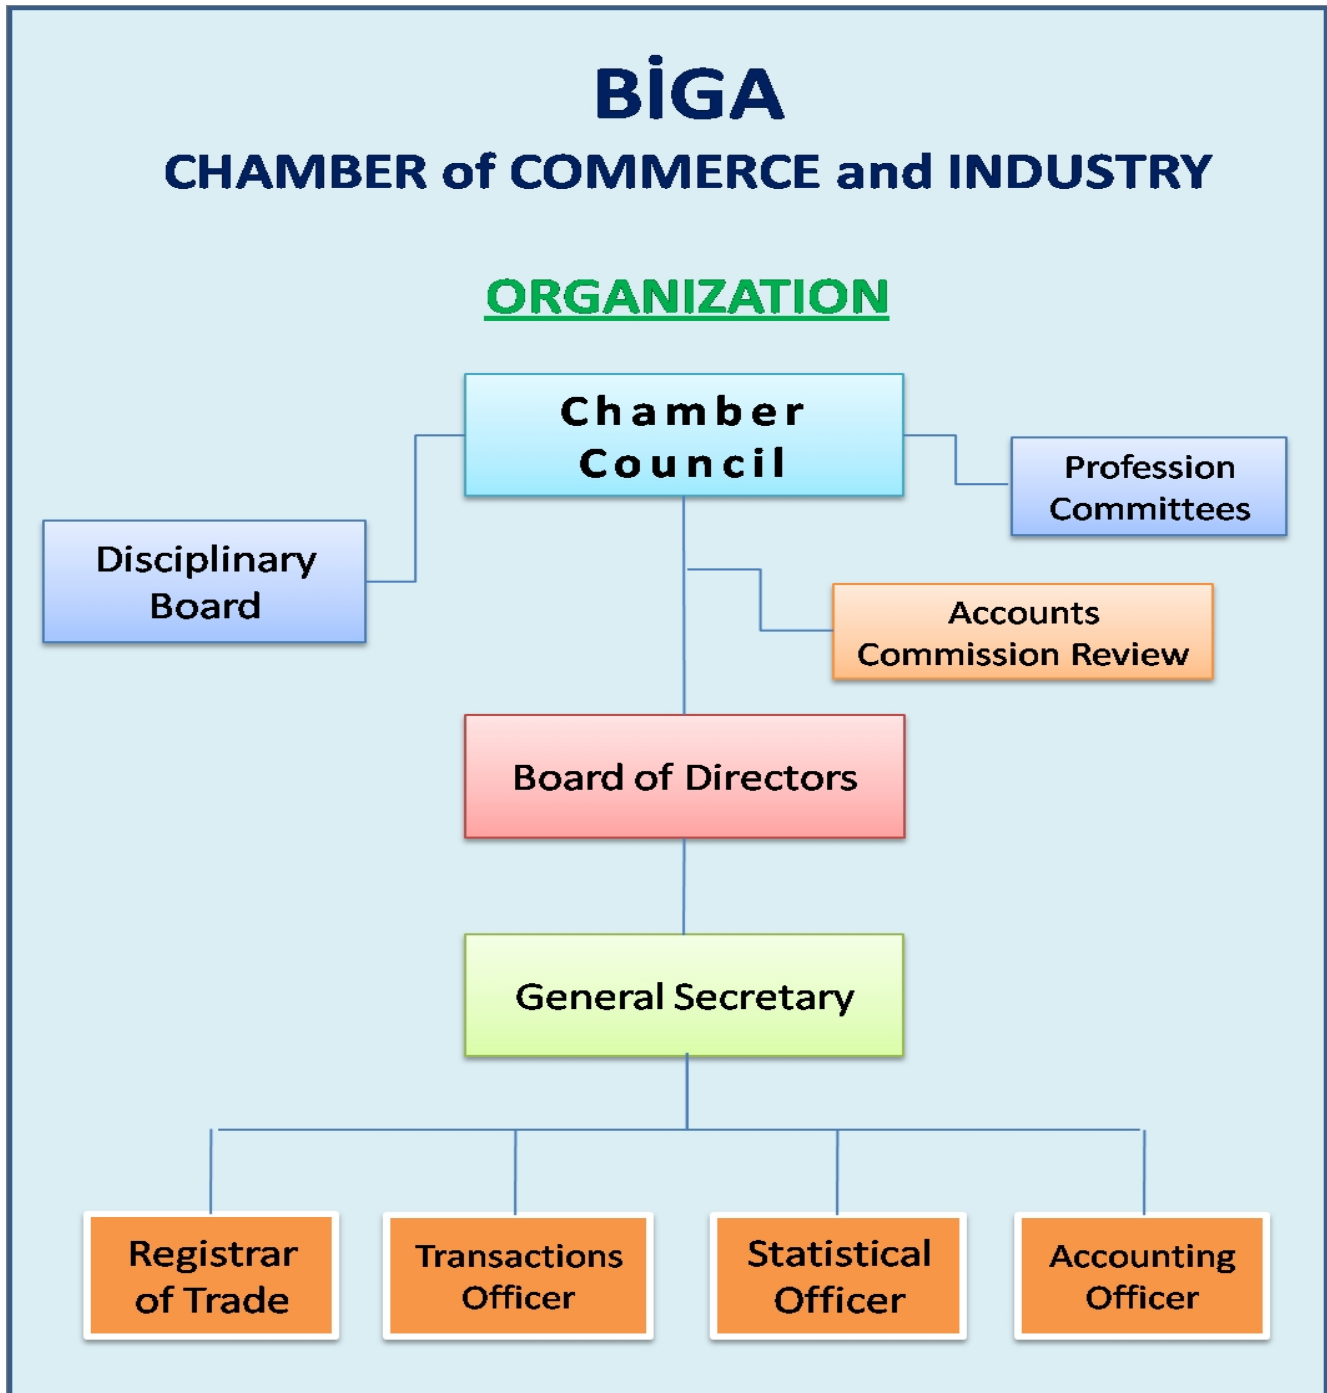 BİGA
CHAMBER of COMMERCE and INDUSTRY
ORGANIZATION
Chamber
Council
Profession
Committees
Disciplinary
Board
Accounts
Commission Review
Board of Directors
General Secretary
Registrar
of Trade
Transactions
Officer
Statistical
Officer
Accounting
Officer